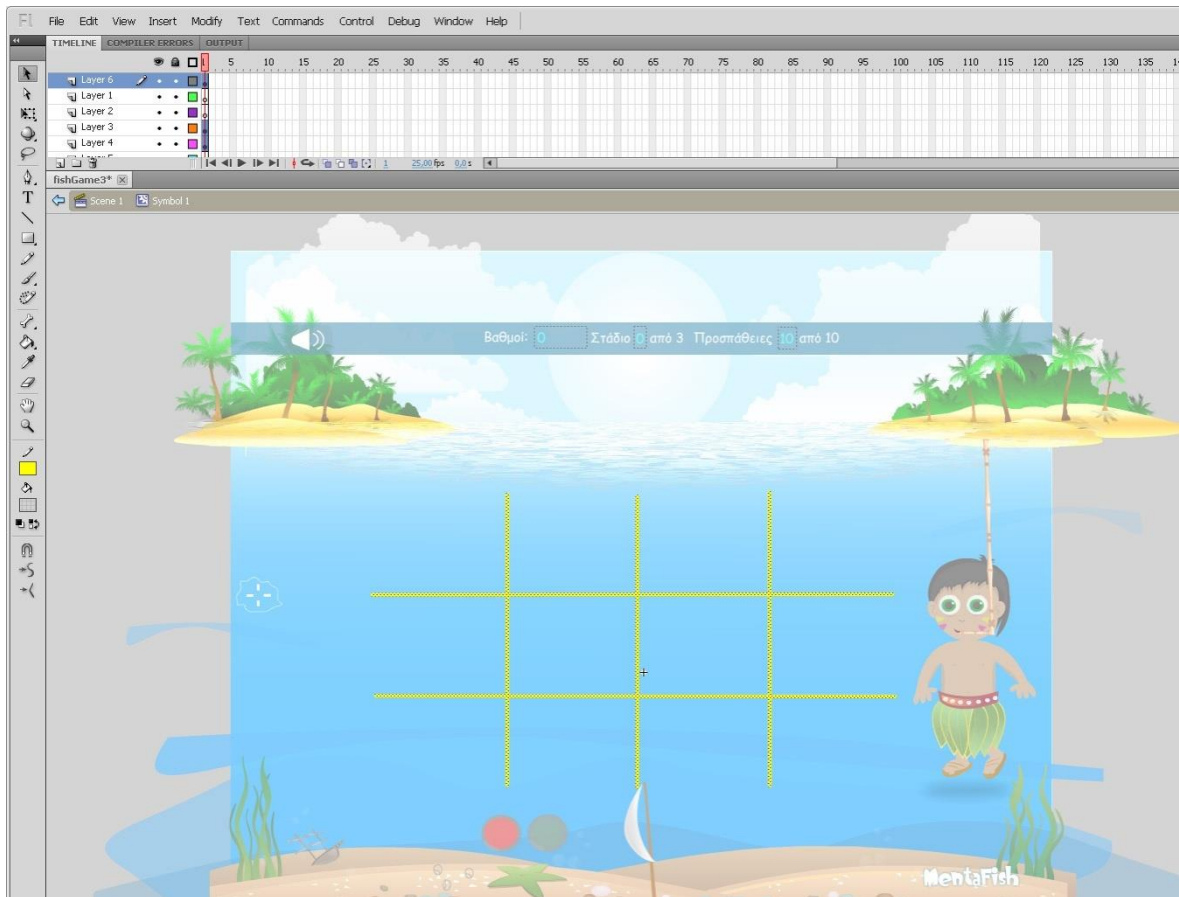 Fl File Edit View Insert Modify Text Commands Control Debug Window Help
TIMELINE COMPILER ERRORS OUTPUT
1 5 10 15 20 25 30 35 40 45 50 55 60 65 70 75 80 85 90 95 100 105 110 115 120 125 130 135
Layer 6
Layer 1
Layer 2
Layer 3
Layer 4
1 25,00 fps 0,0 s
fishGame3*
Scene 1 Symbol 1
T
Βαθμοί: 0 Στάδιο 0 από 3 Προσπάθειες 10 από 10
MentaFish